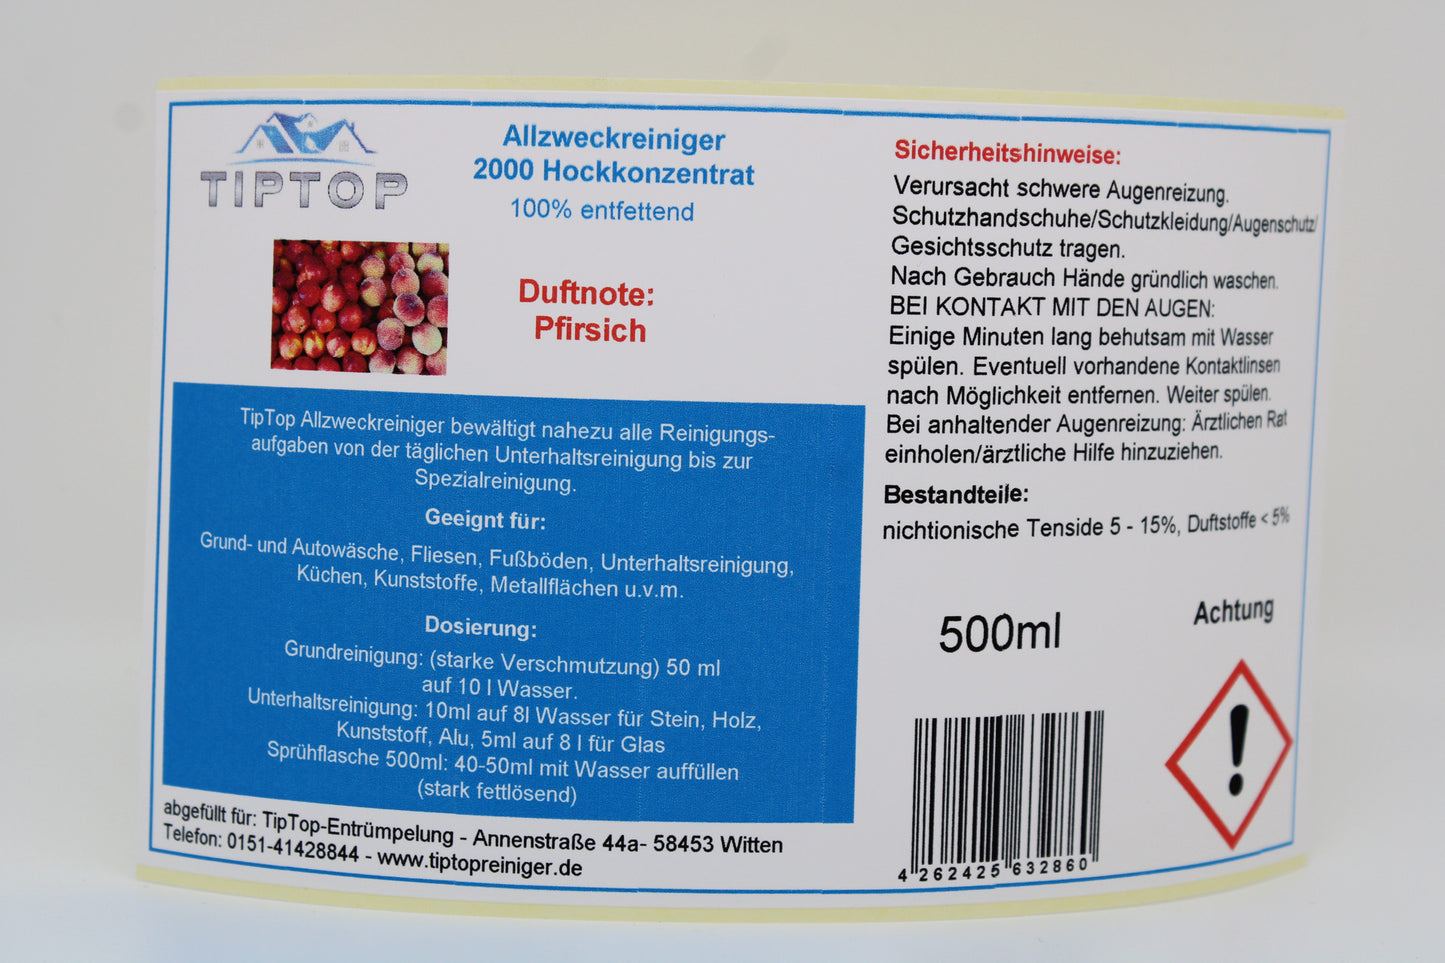 TIPTOP
Allzweckreiniger
2000 Hockkonzentrat
100% entfettend
Duftnote:
Pfirsich
TipTop Allzweckreiniger bewältigt nahezu alle Reinigungs-
aufgaben von der täglichen Unterhaltsreinigung bis zur
Spezialreinigung.
Geeignt für:
Grund- und Autowäsche, Fliesen, Fußböden, Unterhaltsreinigung,
Küchen, Kunststoffe, Metallflächen u.v.m.
Dosierung:
Grundreinigung: (starke Verschmutzung) 50 ml
auf 10 l Wasser.
Unterhaltsreinigung: 10ml auf 8l Wasser für Stein, Holz,
Kunststoff, Alu, 5ml auf 8 l für Glas
Sprühflasche 500ml: 40-50ml mit Wasser auffüllen
(stark fettlösend)
abgefüllt für: TipTop-Entrümpelung - Annenstraße 44a- 58453 Witten
Telefon: 0151-41428844 - www.tiptopreiniger.de
Sicherheitshinweise:
Verursacht schwere Augenreizung.
Schutzhandschuhe/Schutzkleidung/Augenschutz/
Gesichtsschutz tragen.
Nach Gebrauch Hände gründlich waschen.
BEI KONTAKT MIT DEN AUGEN:
Einige Minuten lang behutsam mit Wasser
spülen. Eventuell vorhandene Kontaktlinsen
nach Möglichkeit entfernen. Weiter spülen.
Bei anhaltender Augenreizung: Ärztlichen Rat
einholen/ärztliche Hilfe hinzuziehen.
Bestandteile:
nichtionische Tenside 5 - 15%, Duftstoffe < 5%
500ml
Achtung
4 262425 632860